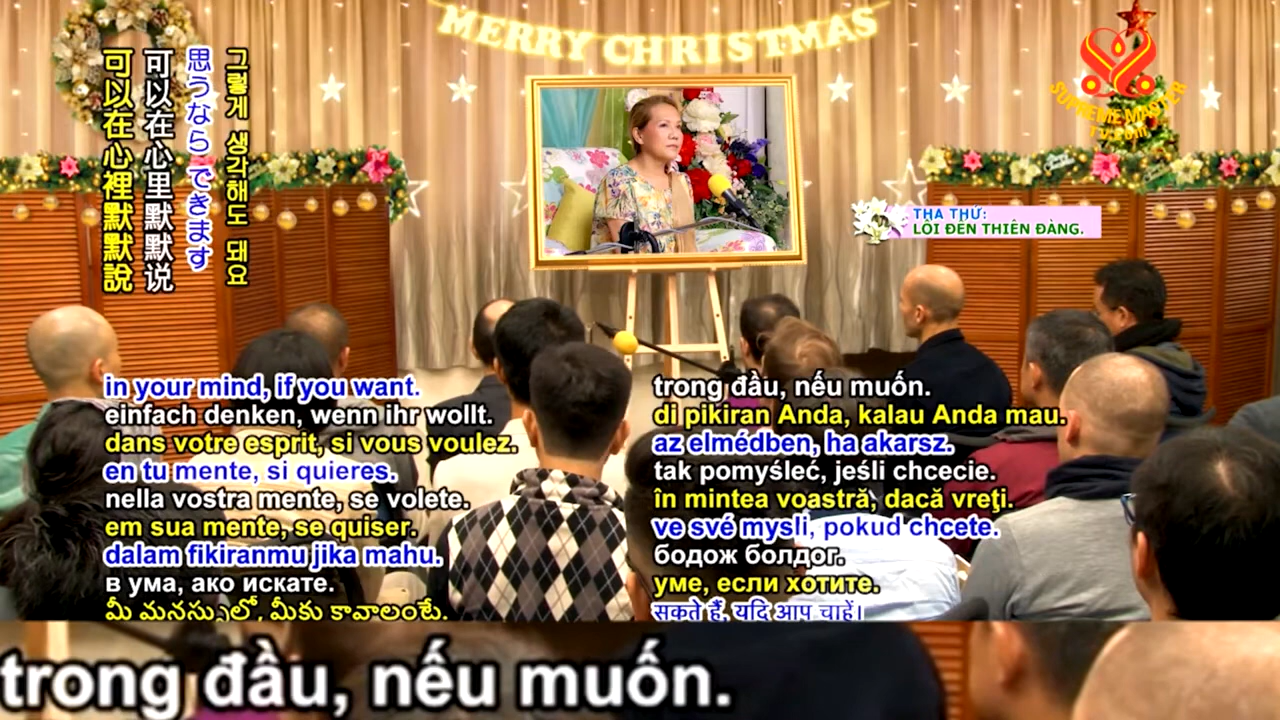 MERRY CHRISTMAS
SUPREME MASTER
TV.com
그렇게 생각해도 돼요
思うなら できます
可以在心里默默说
可以在心裡默默說
THA THỨ:
LỐI ĐẾN THIÊN ĐÀNG.
in your mind, if you want.
einfach denken, wenn ihr wollt.
dans votre esprit, si vous voulez.
en tu mente, si quieres.
nella vostra mente, se volete.
em sua mente, se quiser.
dalam fikiranmu jika mahu.
в ума, ако искате.
మీ మనస్సులో, మీకు కావాలంటే.
trong đầu, nếu muốn.
di pikiran Anda, kalau Anda mau.
az elmédben, ha akarsz.
tak pomyśleć, jeśli chcecie.
în mintea voastră, dacă vreţi.
ve své mysli, pokud chcete.
бодож болдог.
уме, если хотите.
सकते हैं, यदि आप चाहें।
trong đầu, nếu muốn.